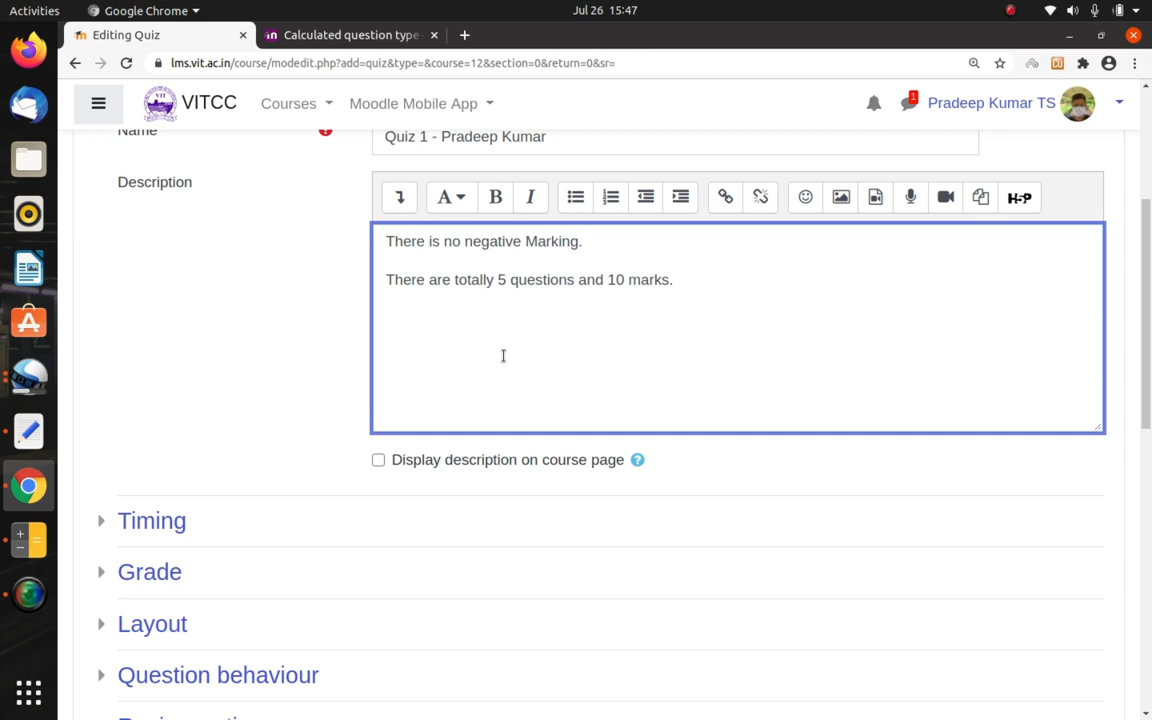 Activities Google Chrome Jul 26 15:47
Editing Quiz Calculated question type
lms.vit.ac.in/course/modedit.php?add=quiz&type=&course=12&section=0&return=0&sr=
VITCC Courses Moodle Mobile App 1 Pradeep Kumar TS
Name Quiz 1 - Pradeep Kumar
Description
A B I H5P
There is no negative Marking.
There are totally 5 questions and 10 marks.
Display description on course page
Timing
Grade
Layout
Question behaviour